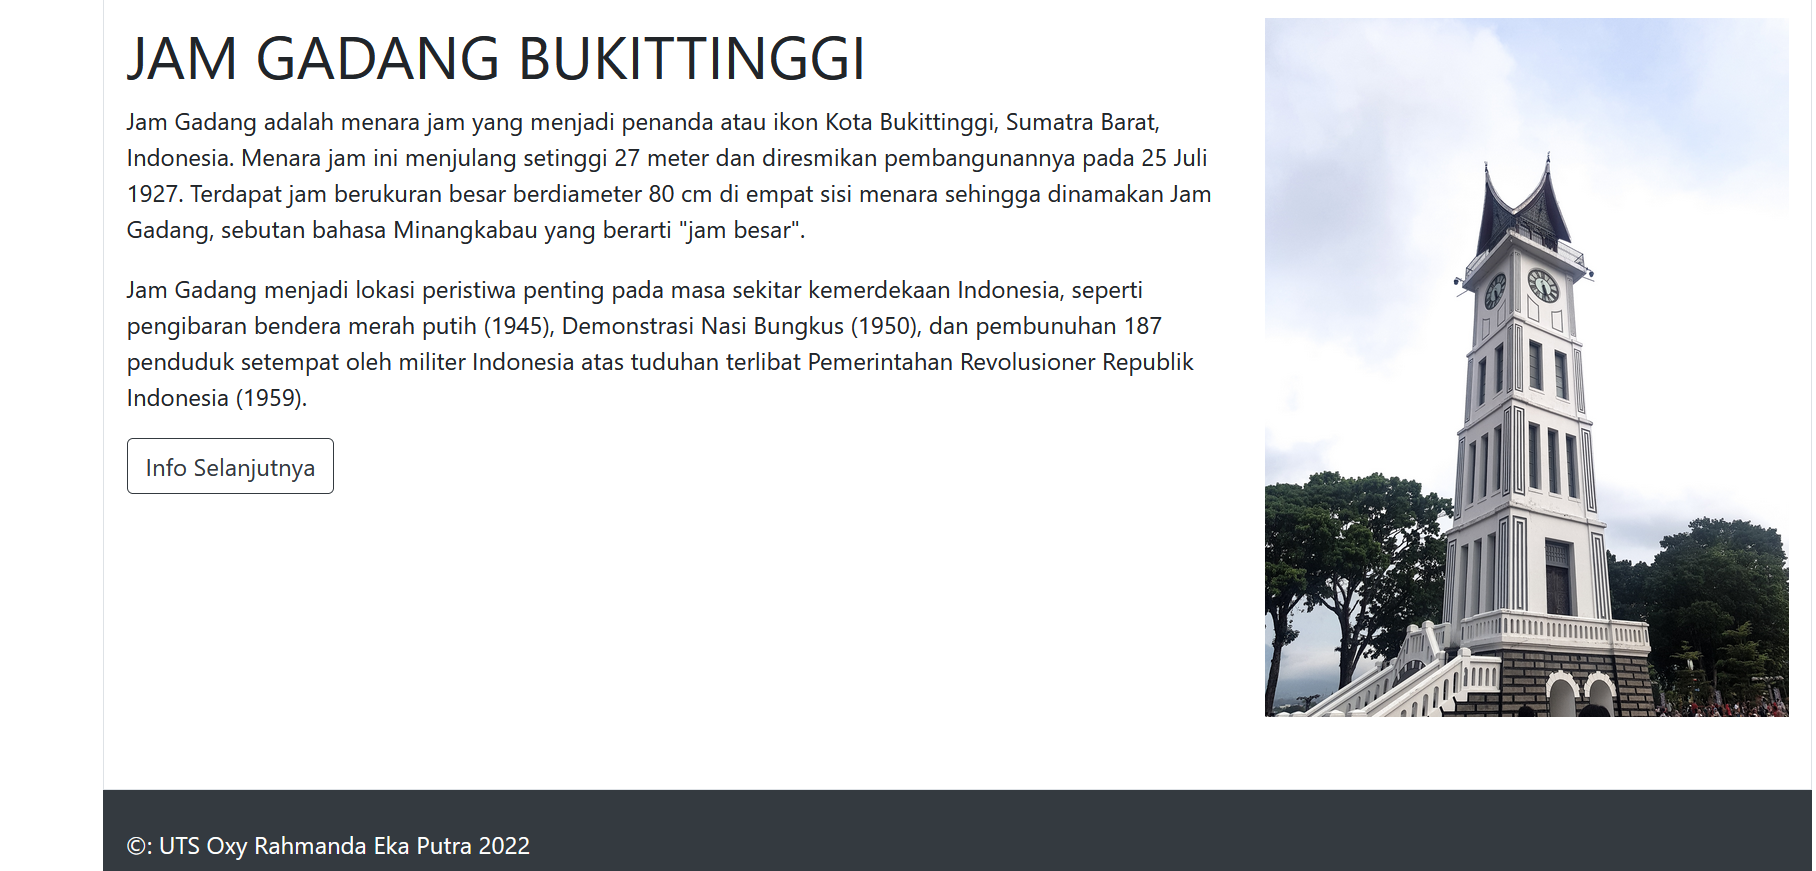 JAM GADANG BUKITTINGGI
Jam Gadang adalah menara jam yang menjadi penanda atau ikon Kota Bukittinggi, Sumatra Barat,
Indonesia. Menara jam ini menjulang setinggi 27 meter dan diresmikan pembangunannya pada 25 Juli
1927. Terdapat jam berukuran besar berdiameter 80 cm di empat sisi menara sehingga dinamakan Jam
Gadang, sebutan bahasa Minangkabau yang berarti "jam besar".
Jam Gadang menjadi lokasi peristiwa penting pada masa sekitar kemerdekaan Indonesia, seperti
pengibaran bendera merah putih (1945), Demonstrasi Nasi Bungkus (1950), dan pembunuhan 187
penduduk setempat oleh militer Indonesia atas tuduhan terlibat Pemerintahan Revolusioner Republik
Indonesia (1959).
Info Selanjutnya
©: UTS Oxy Rahmanda Eka Putra 2022